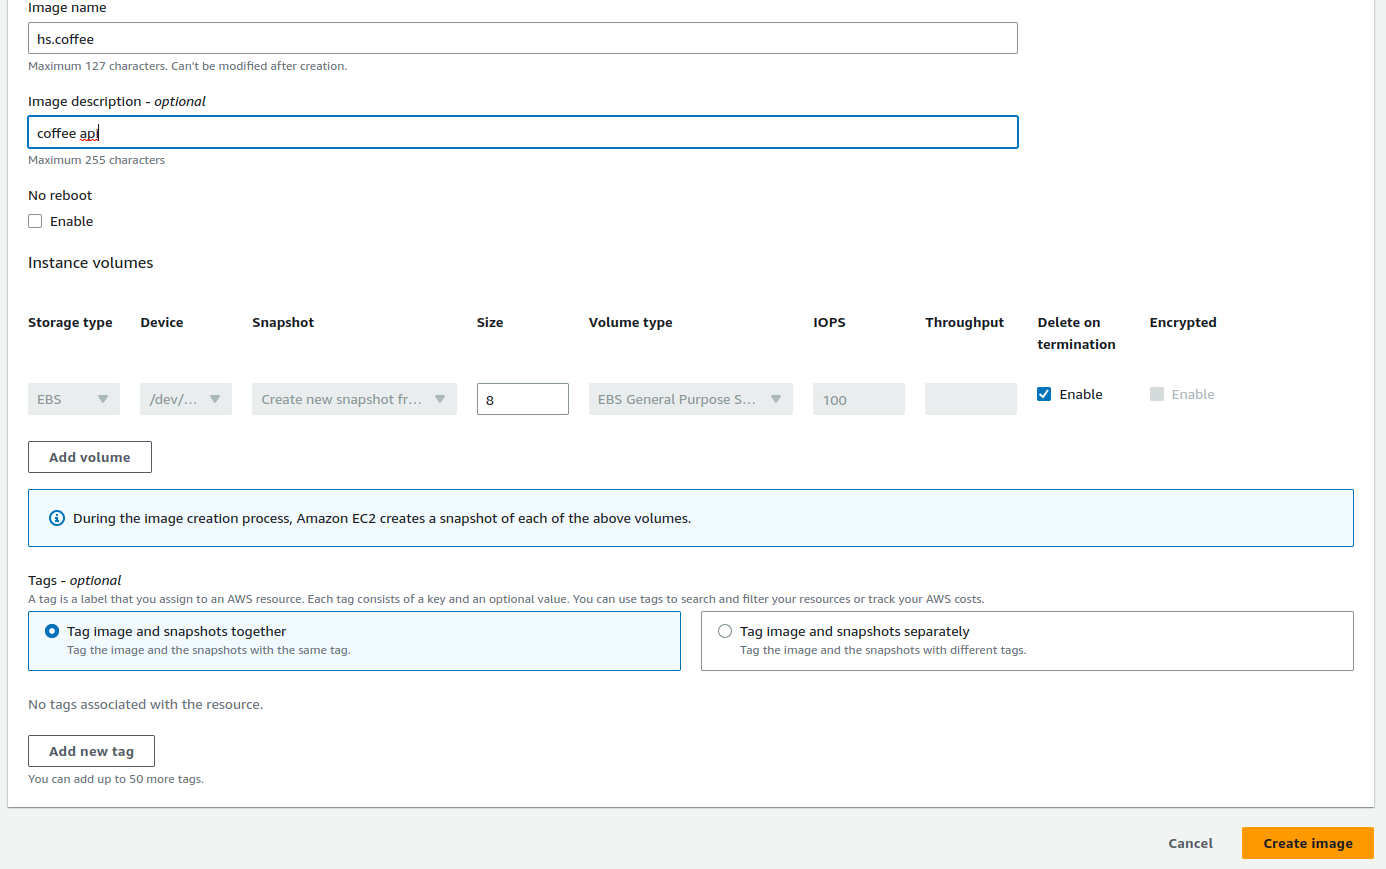 Image name
hs.coffee
Maximum 127 characters. Can't be modified after creation.
Image description - optional
coffee api
Maximum 255 characters
No reboot
Enable
Instance volumes
Storage type Device Snapshot Size Volume type IOPS Throughput Delete on termination Encrypted
EBS /dev/... Create new snapshot fr... 8 EBS General Purpose S... 100 Enable Enable
Add volume
During the image creation process, Amazon EC2 creates a snapshot of each of the above volumes.
Tags - optional
A tag is a label that you assign to an AWS resource. Each tag consists of a key and an optional value. You can use tags to search and filter your resources or track your AWS costs.
Tag image and snapshots together
Tag the image and the snapshots with the same tag.
Tag image and snapshots separately
Tag the image and the snapshots with different tags.
No tags associated with the resource.
Add new tag
You can add up to 50 more tags.
Cancel Create image